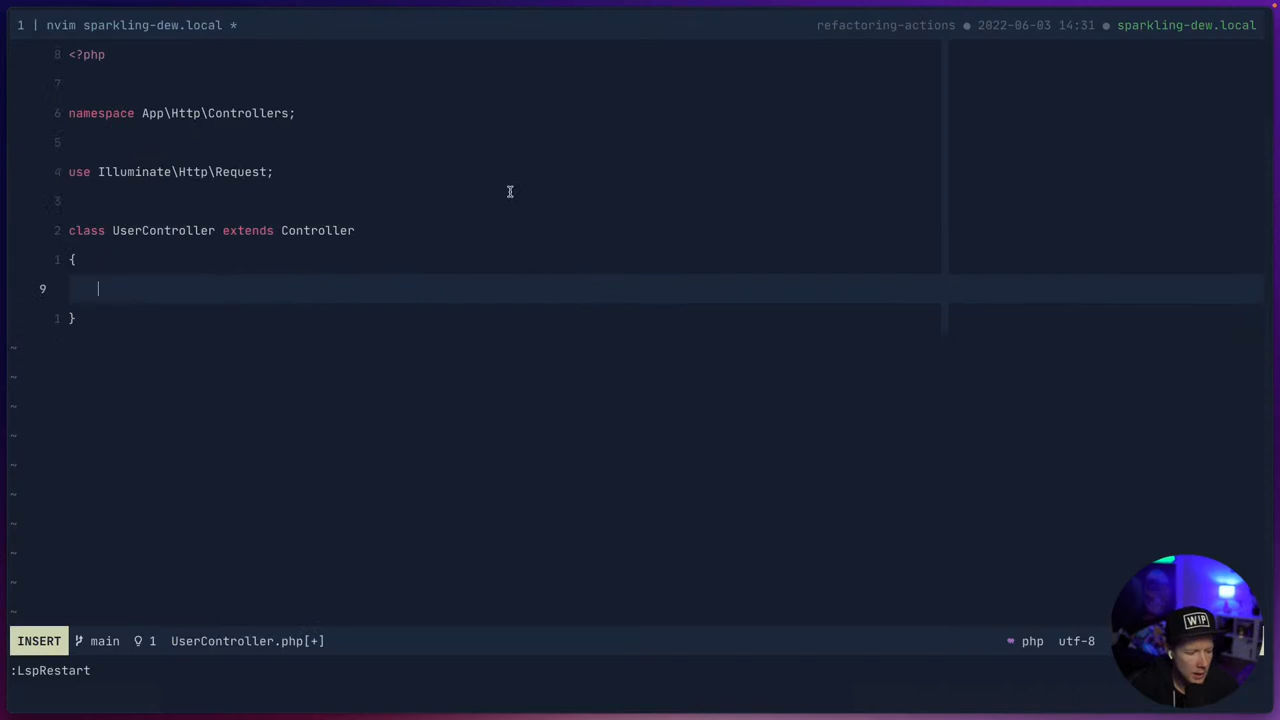 1 | nvim sparkling-dew.local * refactoring-actions ● 2022-06-03 14:31 ● sparkling-dew.local
8 <?php
7
6 namespace App\Http\Controllers;
5
4 use Illuminate\Http\Request;
3
2 class UserController extends Controller
1 {
9
1 }
~
~
~
~
~
~
~
~
~
~
INSERT main 1 UserController.php[+] php utf-8
:LspRestart
WIP